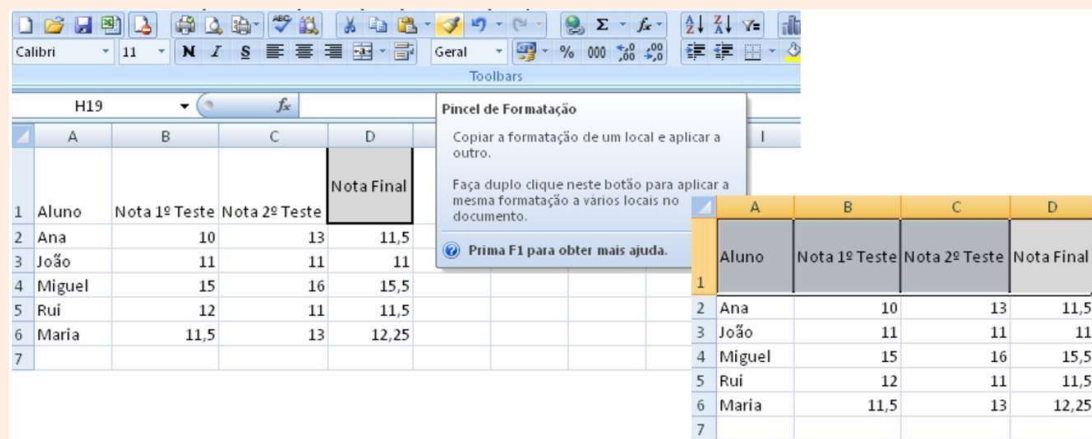 Calibri 11 N I S Geral % 000
Toolbars
H19 fx
A B C D I
1 Aluno Nota 1º Teste Nota 2º Teste Nota Final
2 Ana 10 13 11,5
3 João 11 11 11
4 Miguel 15 16 15,5
5 Rui 12 11 11,5
6 Maria 11,5 13 12,25
7
Pincel de Formatação
Copiar a formatação de um local e aplicar a
outro.
Faça duplo clique neste botão para aplicar a
mesma formatação a vários locais no
documento.
Prima F1 para obter mais ajuda.
A B C D
1 Aluno Nota 1º Teste Nota 2º Teste Nota Final
2 Ana 10 13 11,5
3 João 11 11 11
4 Miguel 15 16 15,5
5 Rui 12 11 11,5
6 Maria 11,5 13 12,25
7